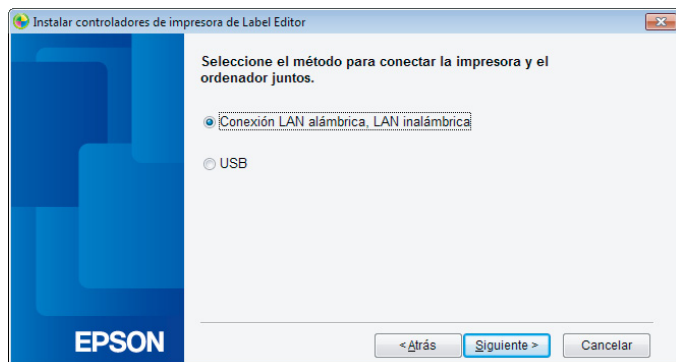 Instalar controladores de impresora de Label Editor
Seleccione el método para conectar la impresora y el
ordenador juntos.
Conexión LAN alámbrica, LAN inalámbrica
USB
EPSON
< Atrás
Siguiente >
Cancelar